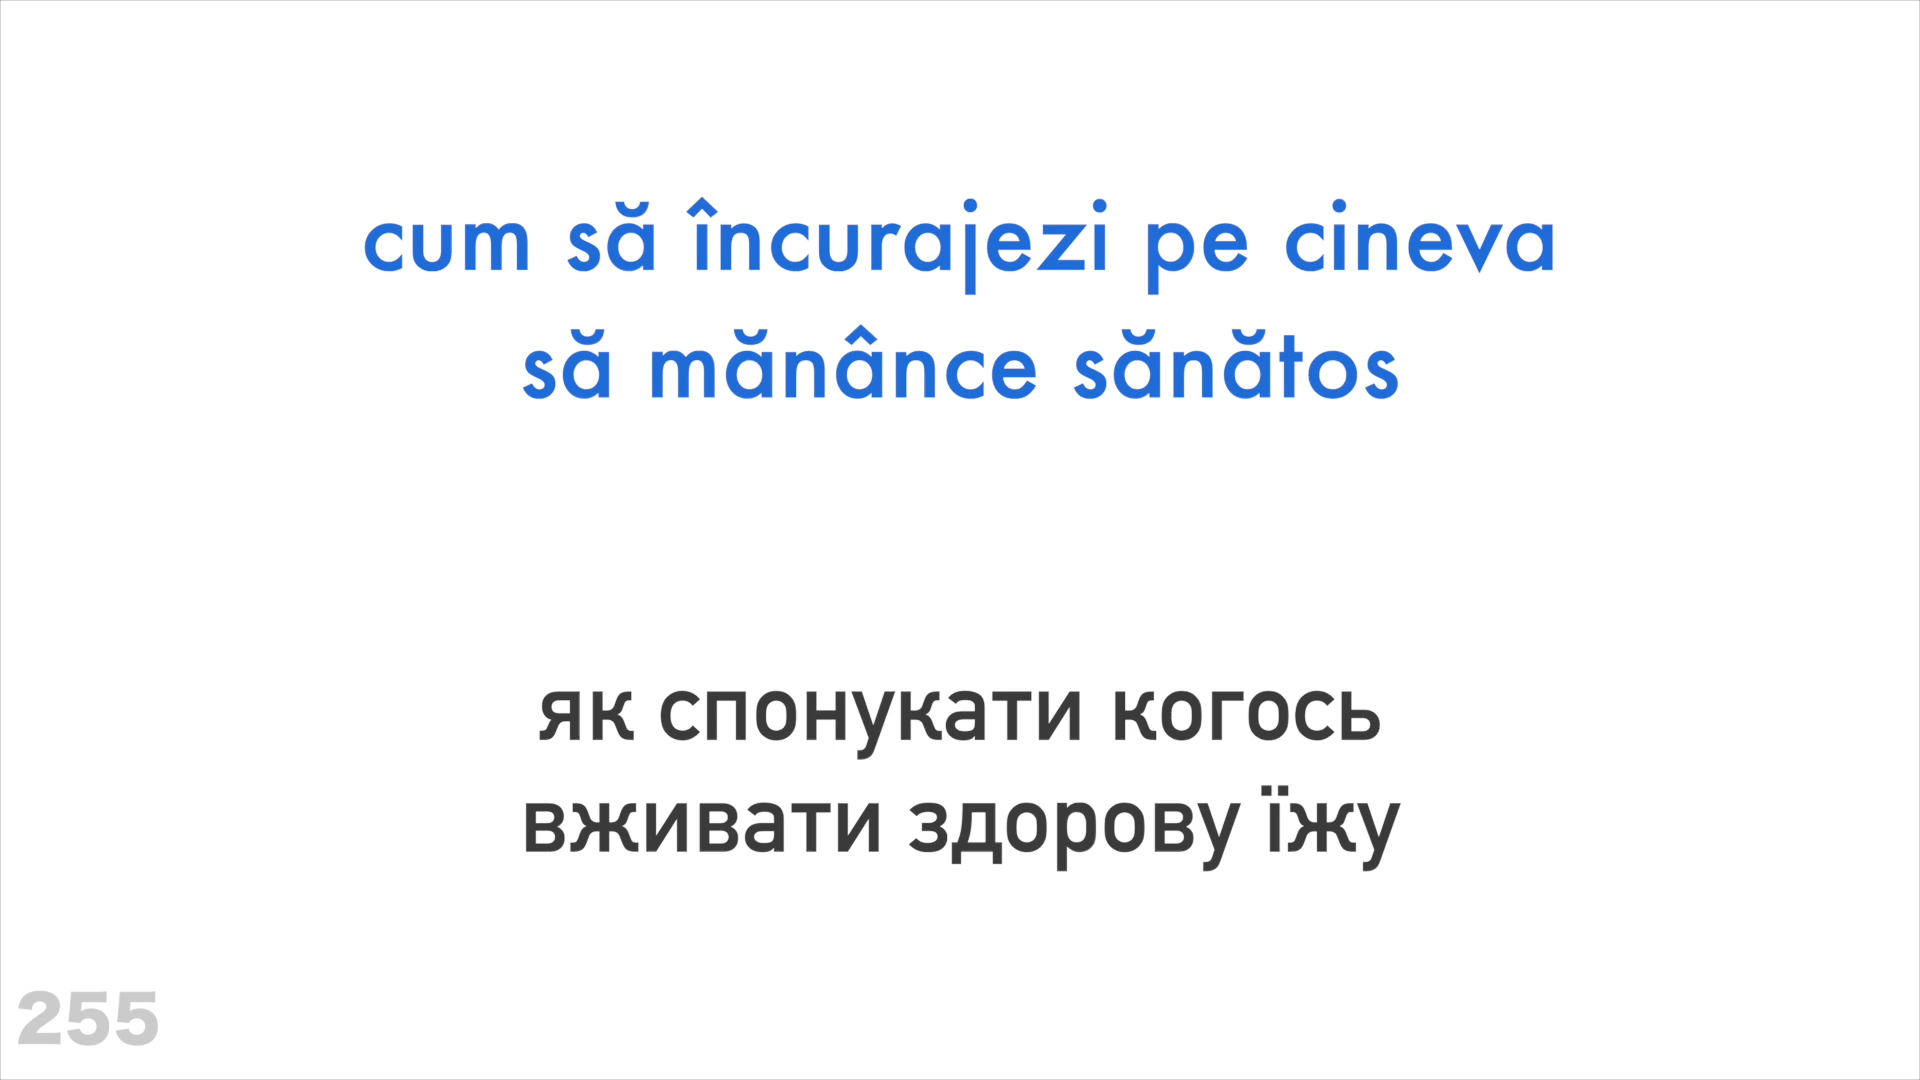 cum să încurajezi pe cineva
să mănânce sănătos
як спонукати когось
вживати здорову їжу
255